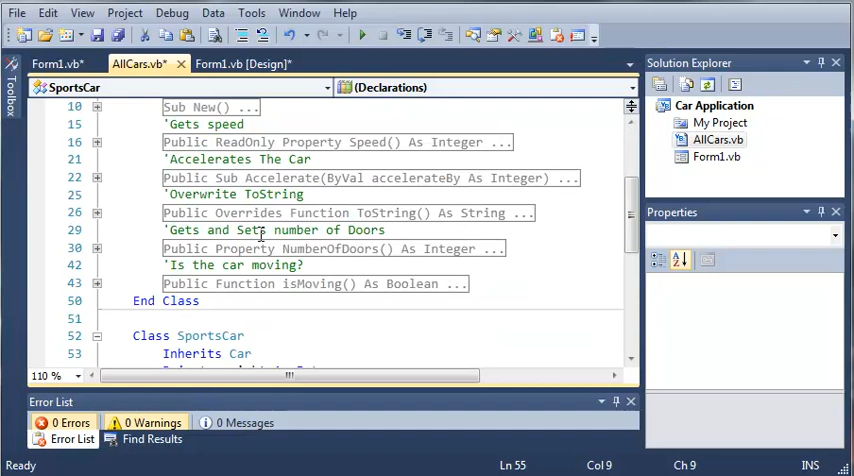 File Edit View Project Debug Data Tools Window Help
Form1.vb* AllCars.vb* Form1.vb [Design]*
Toolbox
SportsCar (Declarations)
10 Sub New() ...
15 'Gets speed
16 Public ReadOnly Property Speed() As Integer ...
21 'Accelerates The Car
22 Public Sub Accelerate(ByVal accelerateBy As Integer) ...
25 'Overwrite ToString
26 Public Overrides Function ToString() As String ...
29 'Gets and Sets number of Doors
30 Public Property NumberOfDoors() As Integer ...
42 'Is the car moving?
43 Public Function isMoving() As Boolean ...
50 End Class
52 Class SportsCar
53 Inherits Car
110 %
Solution Explorer
Car Application
My Project
AllCars.vb
Form1.vb
Properties
Error List
0 Errors 0 Warnings 0 Messages
Error List Find Results
Ready Ln 55 Col 9 Ch 9 INS